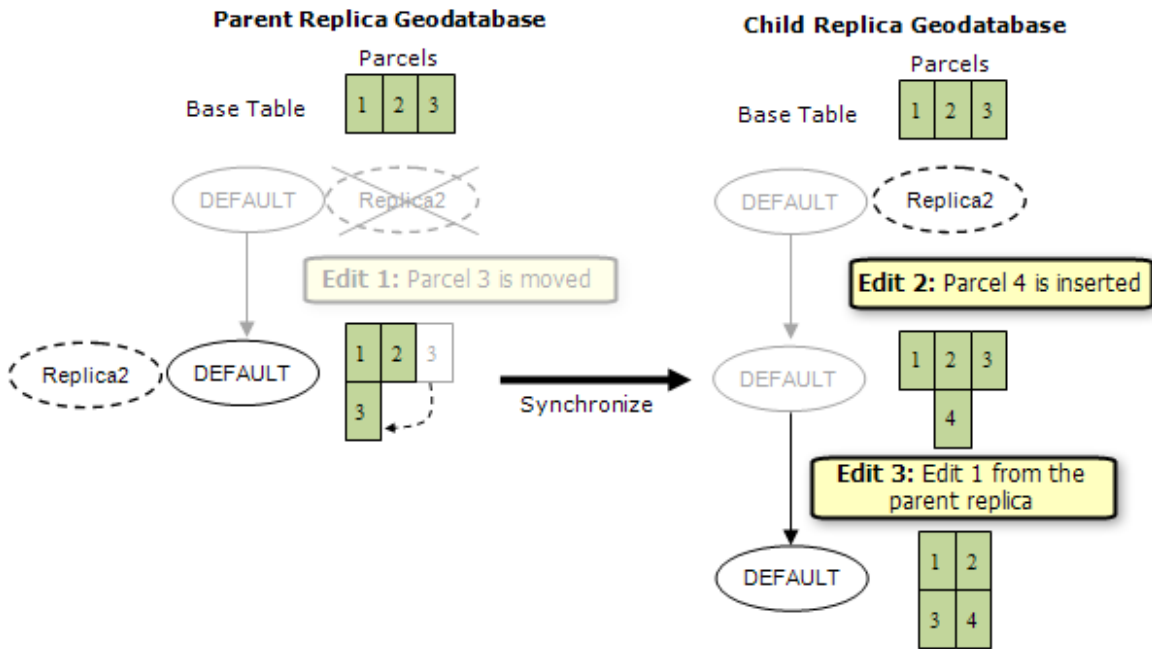 Parent Replica Geodatabase
Parcels
Base Table
1 2 3
DEFAULT
Replica2
Edit 1: Parcel 3 is moved
Replica2
DEFAULT
1 2 3
3
Synchronize
Child Replica Geodatabase
Parcels
Base Table
1 2 3
DEFAULT
Replica2
Edit 2: Parcel 4 is inserted
DEFAULT
1 2 3
4
Edit 3: Edit 1 from the
parent replica
DEFAULT
1 2
3 4